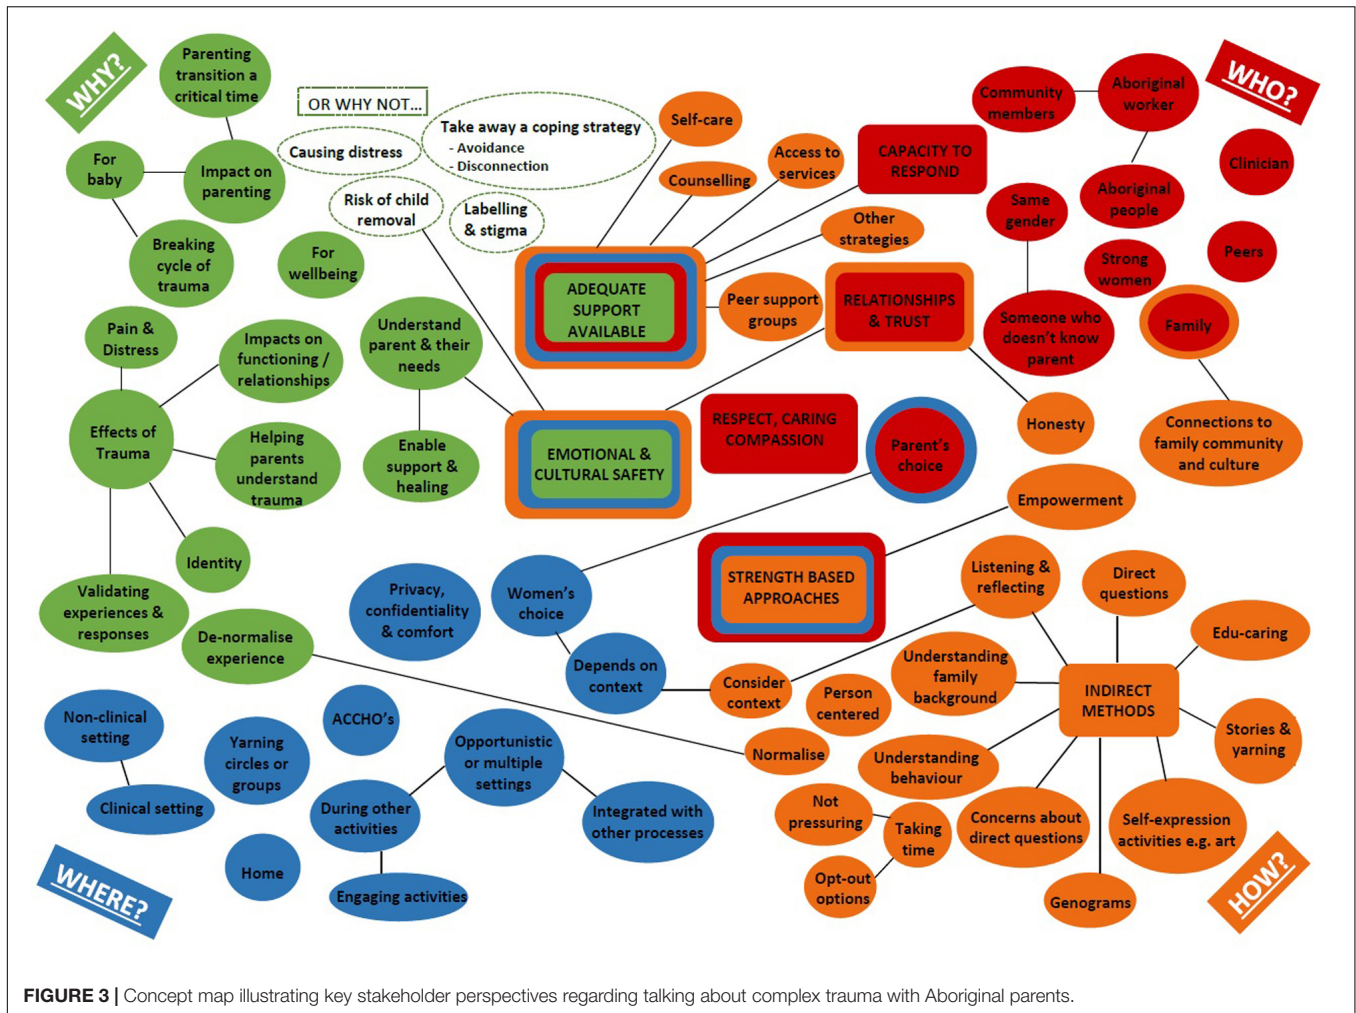 WHY?
Parenting
transition a
critical time
For
baby
Impact on
parenting
Breaking
cycle of
trauma
For
wellbeing
OR WHY NOT...
Causing distress
Take away a coping strategy
- Avoidance
- Disconnection
Risk of child
removal
Labelling
& stigma
Self-care
Counselling
Access to
services
CAPACITY TO
RESPOND
Other
strategies
Peer support
groups
ADEQUATE
SUPPORT
AVAILABLE
RELATIONSHIPS
& TRUST
WHO?
Community
members
Aboriginal
worker
Clinician
Aboriginal
people
Same
gender
Strong
women
Peers
Someone who
doesn't know
parent
Family
Connections to
family community
and culture
Honesty
Pain &
Distress
Impacts on
functioning /
relationships
Understand
parent & their
needs
Effects of
Trauma
Helping
parents
understand
trauma
Enable
support &
healing
Identity
Validating
experiences &
responses
De-normalise
experience
EMOTIONAL &
CULTURAL SAFETY
RESPECT, CARING
COMPASSION
Parent's
choice
Empowerment
STRENGTH BASED
APPROACHES
Privacy,
confidentiality
& comfort
Women's
choice
Depends on
context
Consider
context
Person
centered
Normalise
Listening &
reflecting
Direct
questions
Edu-caring
Understanding
family
background
INDIRECT
METHODS
Stories &
yarning
Understanding
behaviour
Not
pressuring
Taking
time
Opt-out
options
Concerns about
direct questions
Self-expression
activities e.g. art
Genograms
HOW?
Non-clinical
setting
Clinical setting
Yarning
circles or
groups
ACCHO's
Opportunistic
or multiple
settings
During other
activities
Integrated with
other processes
Home
Engaging activities
WHERE?
FIGURE 3 | Concept map illustrating key stakeholder perspectives regarding talking about complex trauma with Aboriginal parents.